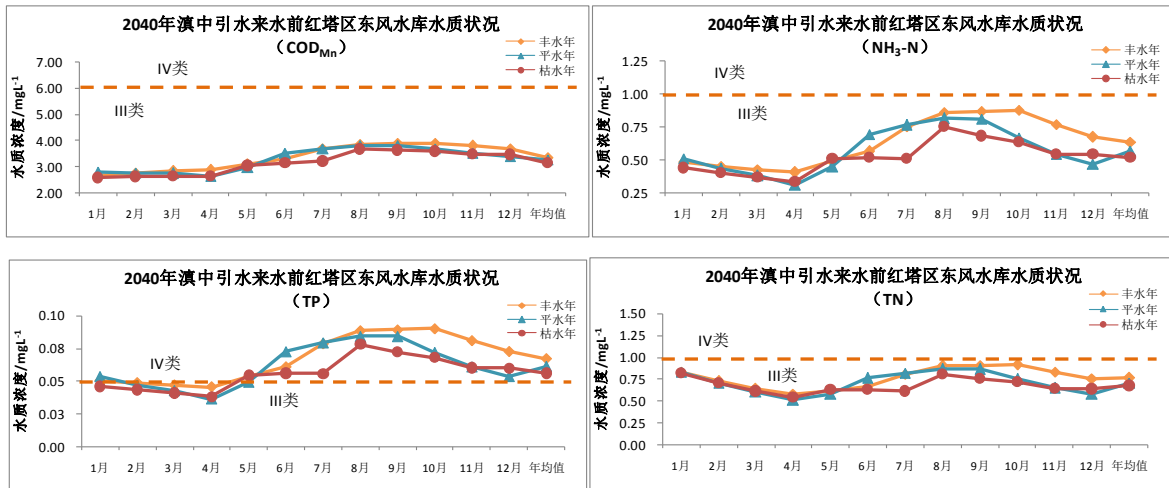 2040年滇中引水来水前红塔区东风水库水质状况
（CODMn）
水质浓度/mgL-1
7.00
6.00
5.00
4.00
3.00
2.00
IV类
III类
丰水年
平水年
枯水年
1月 2月 3月 4月 5月 6月 7月 8月 9月 10月 11月 12月 年均值
2040年滇中引水来水前红塔区东风水库水质状况
（NH3-N）
水质浓度/mgL-1
1.25
1.00
0.75
0.50
0.25
IV类
III类
丰水年
平水年
枯水年
1月 2月 3月 4月 5月 6月 7月 8月 9月 10月 11月 12月 年均值
2040年滇中引水来水前红塔区东风水库水质状况
（TP）
水质浓度/mgL-1
0.10
0.08
0.05
0.03
0.00
IV类
III类
丰水年
平水年
枯水年
1月 2月 3月 4月 5月 6月 7月 8月 9月 10月 11月 12月 年均值
2040年滇中引水来水前红塔区东风水库水质状况
（TN）
水质浓度/mgL-1
1.50
1.25
1.00
0.75
0.50
0.25
0.00
IV类
III类
丰水年
平水年
枯水年
1月 2月 3月 4月 5月 6月 7月 8月 9月 10月 11月 12月 年均值